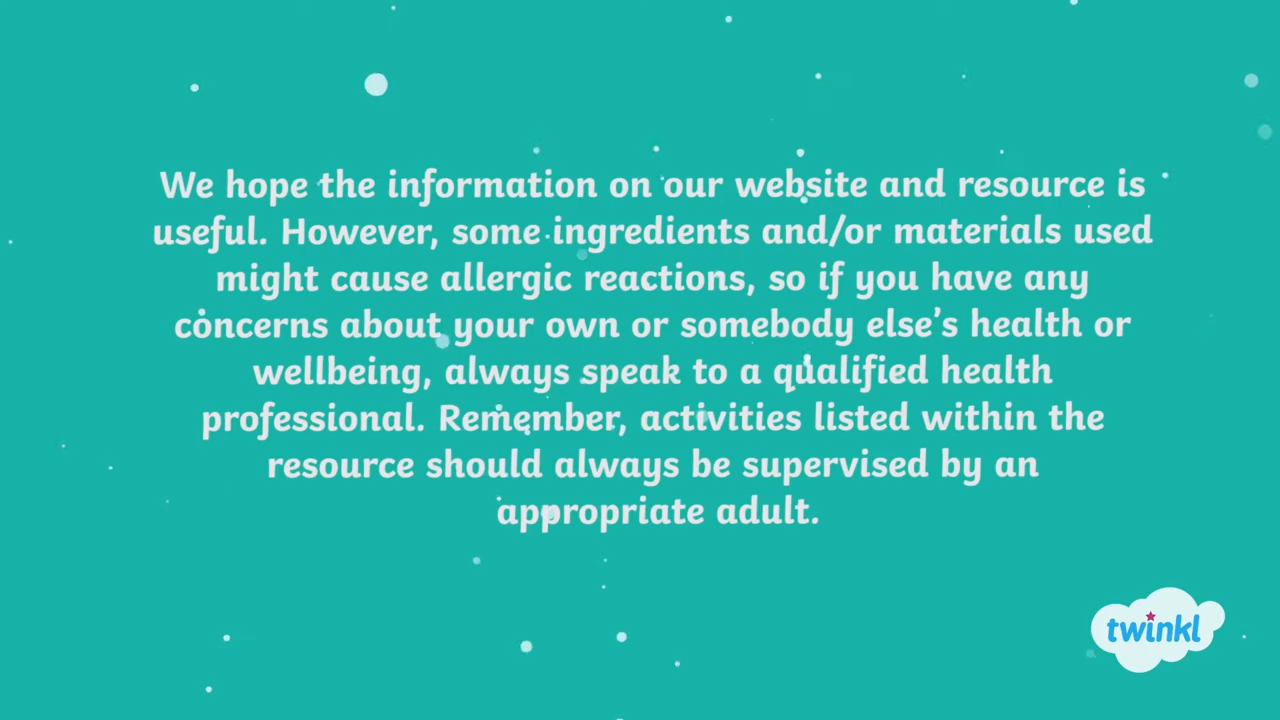 We hope the information on our website and resource is
useful. However, some ingredients and/or materials used
might cause allergic reactions, so if you have any
concerns about your own or somebody else’s health or
wellbeing, always speak to a qualified health
professional. Remember, activities listed within the
resource should always be supervised by an
appropriate adult.
twinkl